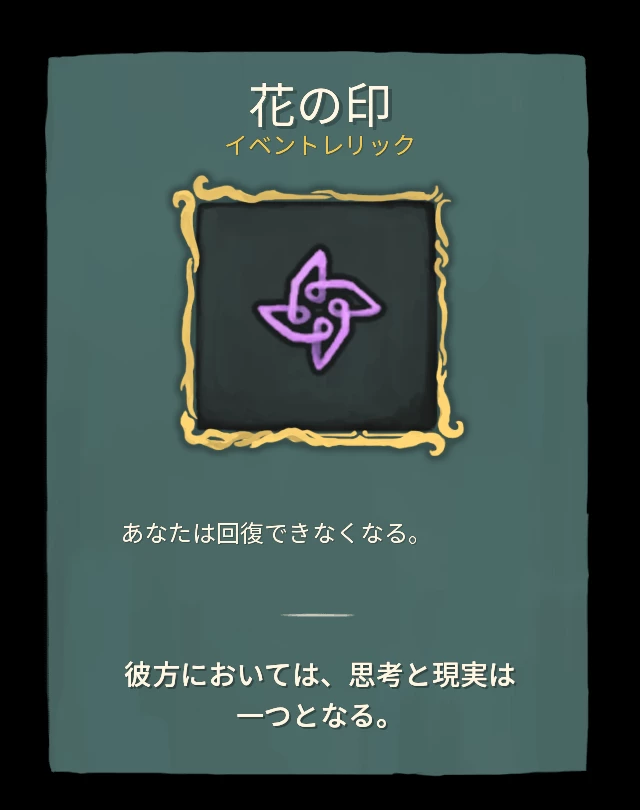 花の印
イベントレリック
あなたは回復できなくなる。
彼方においては、思考と現実は
一つとなる。